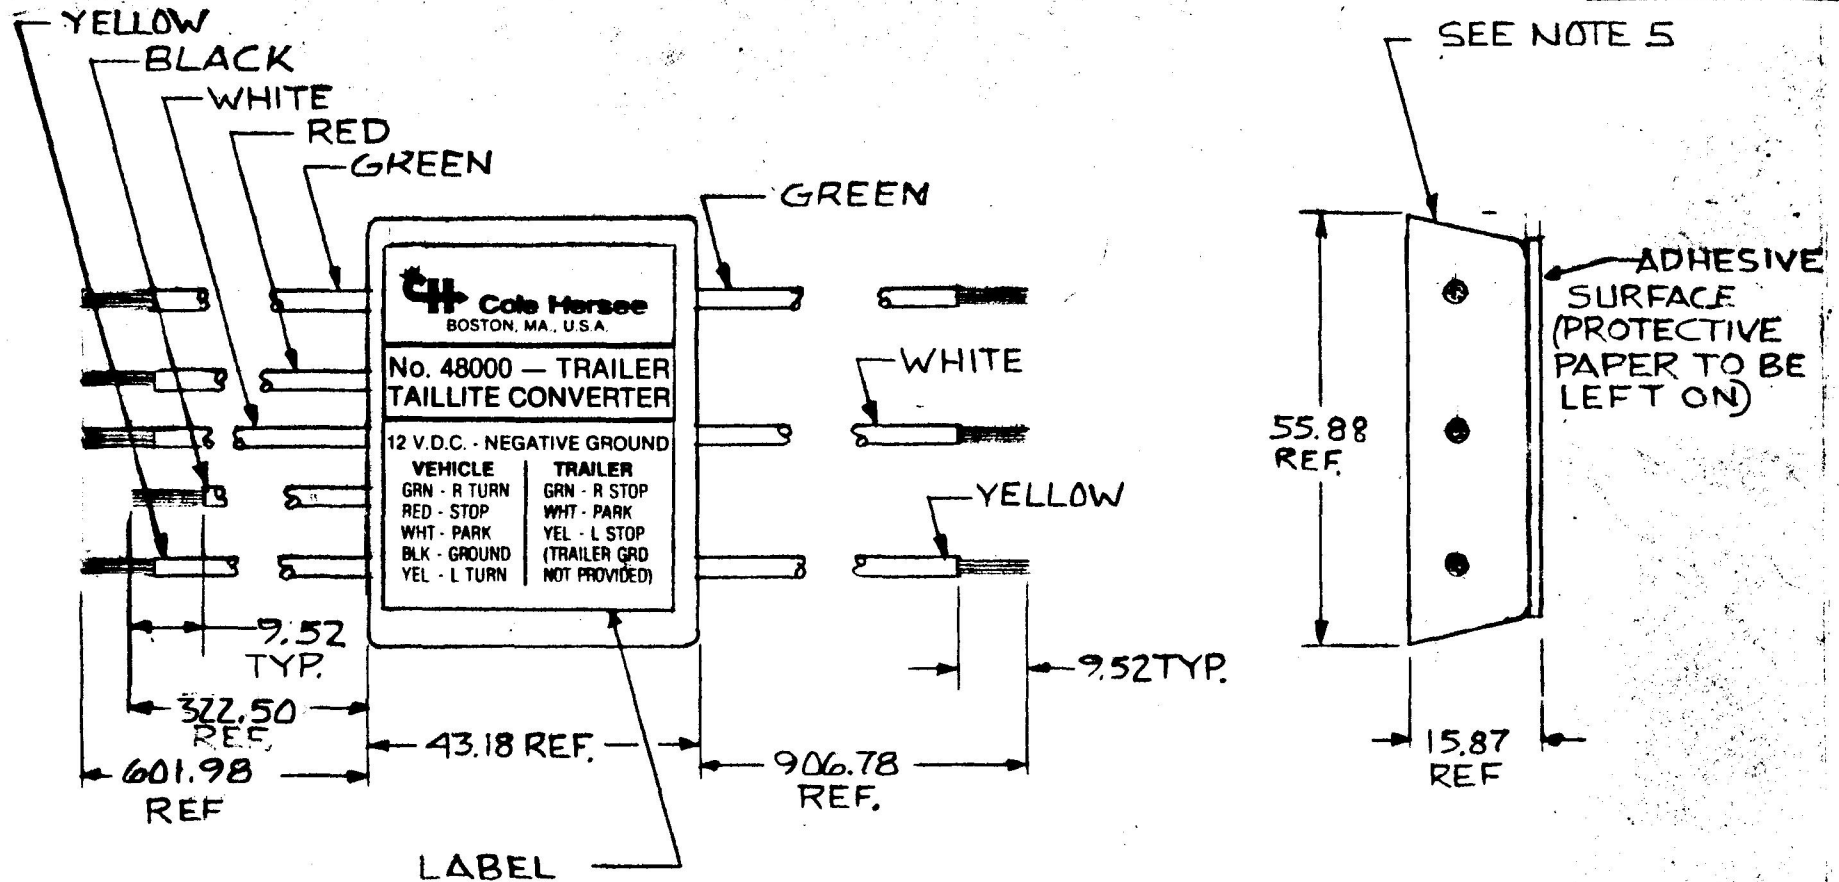 YELLOW
BLACK
WHITE
RED
GREEN
GREEN
WHITE
YELLOW
CH Cole Hersee
BOSTON, MA., U.S.A.
No. 48000 — TRAILER
TAILLITE CONVERTER
12 V.D.C. - NEGATIVE GROUND
VEHICLE
GRN - R TURN
RED - STOP
WHT - PARK
BLK - GROUND
YEL - L TURN
TRAILER
GRN - R STOP
WHT - PARK
YEL - L STOP
(TRAILER GRD
NOT PROVIDED)
9.52
TYP.
322.50
REF.
601.98
REF
43.18 REF.
906.78
REF.
9.52 TYP.
LABEL
SEE NOTE 5
ADHESIVE
SURFACE
(PROTECTIVE
PAPER TO BE
LEFT ON)
55.88
REF.
15.87
REF